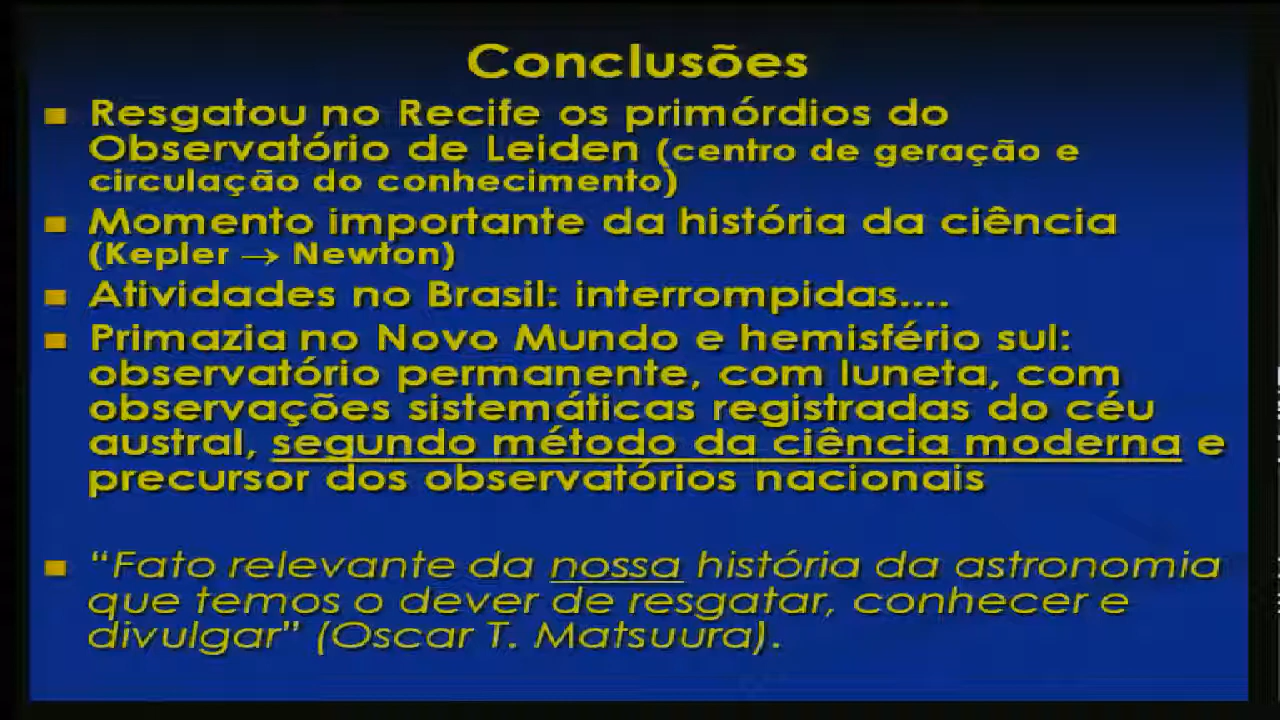 Conclusões
Resgatou no Recife os primórdios do
Observatório de Leiden (centro de geração e
circulação do conhecimento)
Momento importante da história da ciência
(Kepler → Newton)
Atividades no Brasil: interrompidas....
Primazia no Novo Mundo e hemisfério sul:
observatório permanente, com luneta, com
observações sistemáticas registradas do céu
austral, segundo método da ciência moderna e
precursor dos observatórios nacionais
“Fato relevante da nossa história da astronomia
que temos o dever de resgatar, conhecer e
divulgar” (Oscar T. Matsuura).